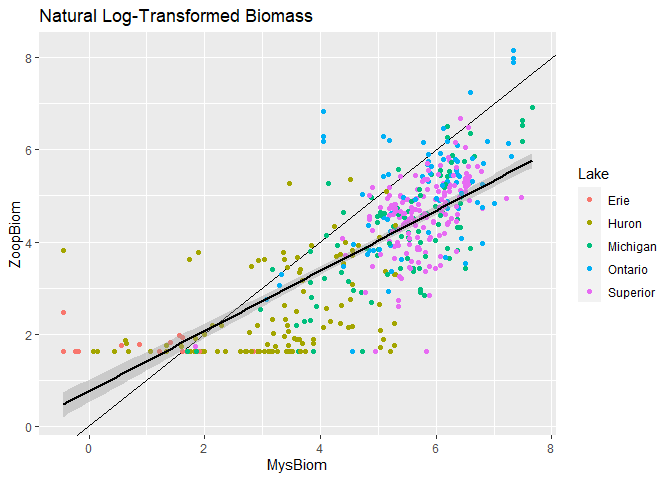 Natural Log-Transformed Biomass
8
6
4
2
0
ZoopBiom
0 2 4 6 8
MysBiom
Lake
Erie
Huron
Michigan
Ontario
Superior